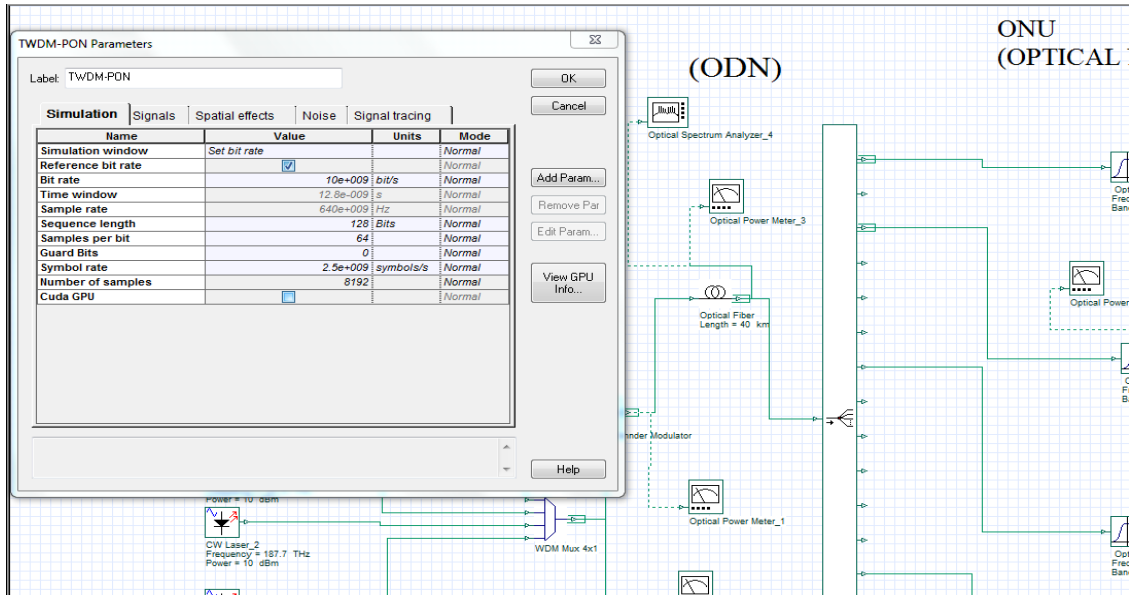 TWDM-PON Parameters
Label: TWDM-PON
OK
Cancel
Simulation Signals Spatial effects Noise Signal tracing
Name Value Units Mode
Simulation window Set bit rate Normal
Reference bit rate Normal
Bit rate 10e+009 bit/s Normal
Time window 12.8e-009 s Normal
Sample rate 640e+009 Hz Normal
Sequence length 128 Bits Normal
Samples per bit 64 Normal
Guard Bits 0 Normal
Symbol rate 2.5e+009 symbols/s Normal
Number of samples 8192 Normal
Cuda GPU Normal
Add Param...
Remove Par
Edit Param...
View GPU
Info...
Help
(ODN)
ONU
(OPTICAL
Optical Spectrum Analyzer_4
Optical Power Meter_3
Optical Fiber
Length = 40 km
Optical Power
Modulator
Optical Power Meter_1
Power = 10 dBm
CW Laser_2
Frequency = 187.7 THz
Power = 10 dBm
WDM Mux 4x1